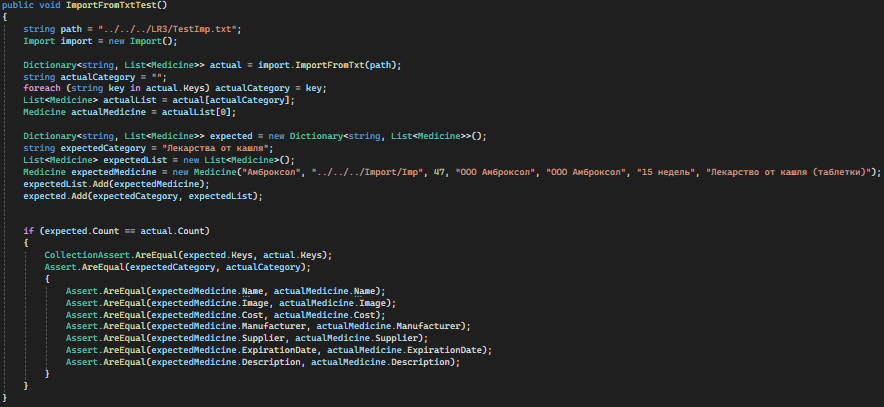 public void ImportFromTxtTest()
{
string path = "../../../LR3/TestImp.txt";
Import import = new Import();
Dictionary<string, List<Medicine>> actual = import.ImportFromTxt(path);
string actualCategory = "";
foreach (string key in actual.Keys) actualCategory = key;
List<Medicine> actualList = actual[actualCategory];
Medicine actualMedicine = actualList[0];
Dictionary<string, List<Medicine>> expected = new Dictionary<string, List<Medicine>>();
string expectedCategory = "Лекарства от кашля";
List<Medicine> expectedList = new List<Medicine>();
Medicine expectedMedicine = new Medicine("Амброксол", "../../../Import/Imp", 47, "ООО Амброксол", "ООО Амброксол", "15 недель", "Лекарство от кашля (таблетки)");
expectedList.Add(expectedMedicine);
expected.Add(expectedCategory, expectedList);
if (expected.Count == actual.Count)
{
CollectionAssert.AreEqual(expected.Keys, actual.Keys);
Assert.AreEqual(expectedCategory, actualCategory);
{
Assert.AreEqual(expectedMedicine.Name, actualMedicine.Name);
Assert.AreEqual(expectedMedicine.Image, actualMedicine.Image);
Assert.AreEqual(expectedMedicine.Cost, actualMedicine.Cost);
Assert.AreEqual(expectedMedicine.Manufacturer, actualMedicine.Manufacturer);
Assert.AreEqual(expectedMedicine.Supplier, actualMedicine.Supplier);
Assert.AreEqual(expectedMedicine.ExpirationDate, actualMedicine.ExpirationDate);
Assert.AreEqual(expectedMedicine.Description, actualMedicine.Description);
}
}
}